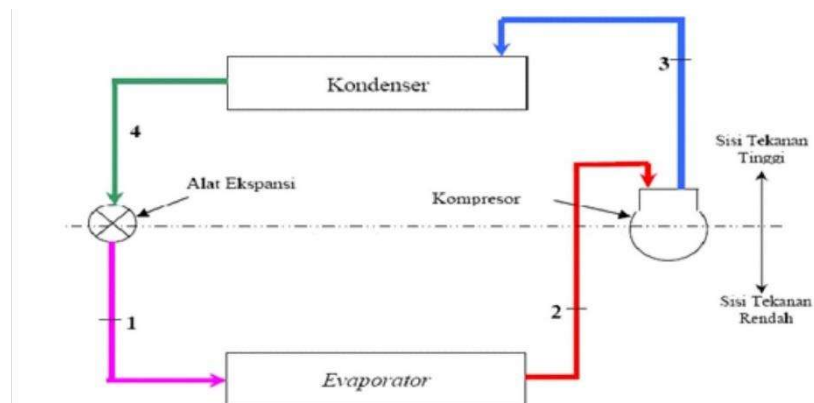 Kondenser
3
4
Sisi Tekanan
Tinggi
Alat Ekspansi
Kompresor
1
2
Sisi Tekanan
Rendah
Evaporator